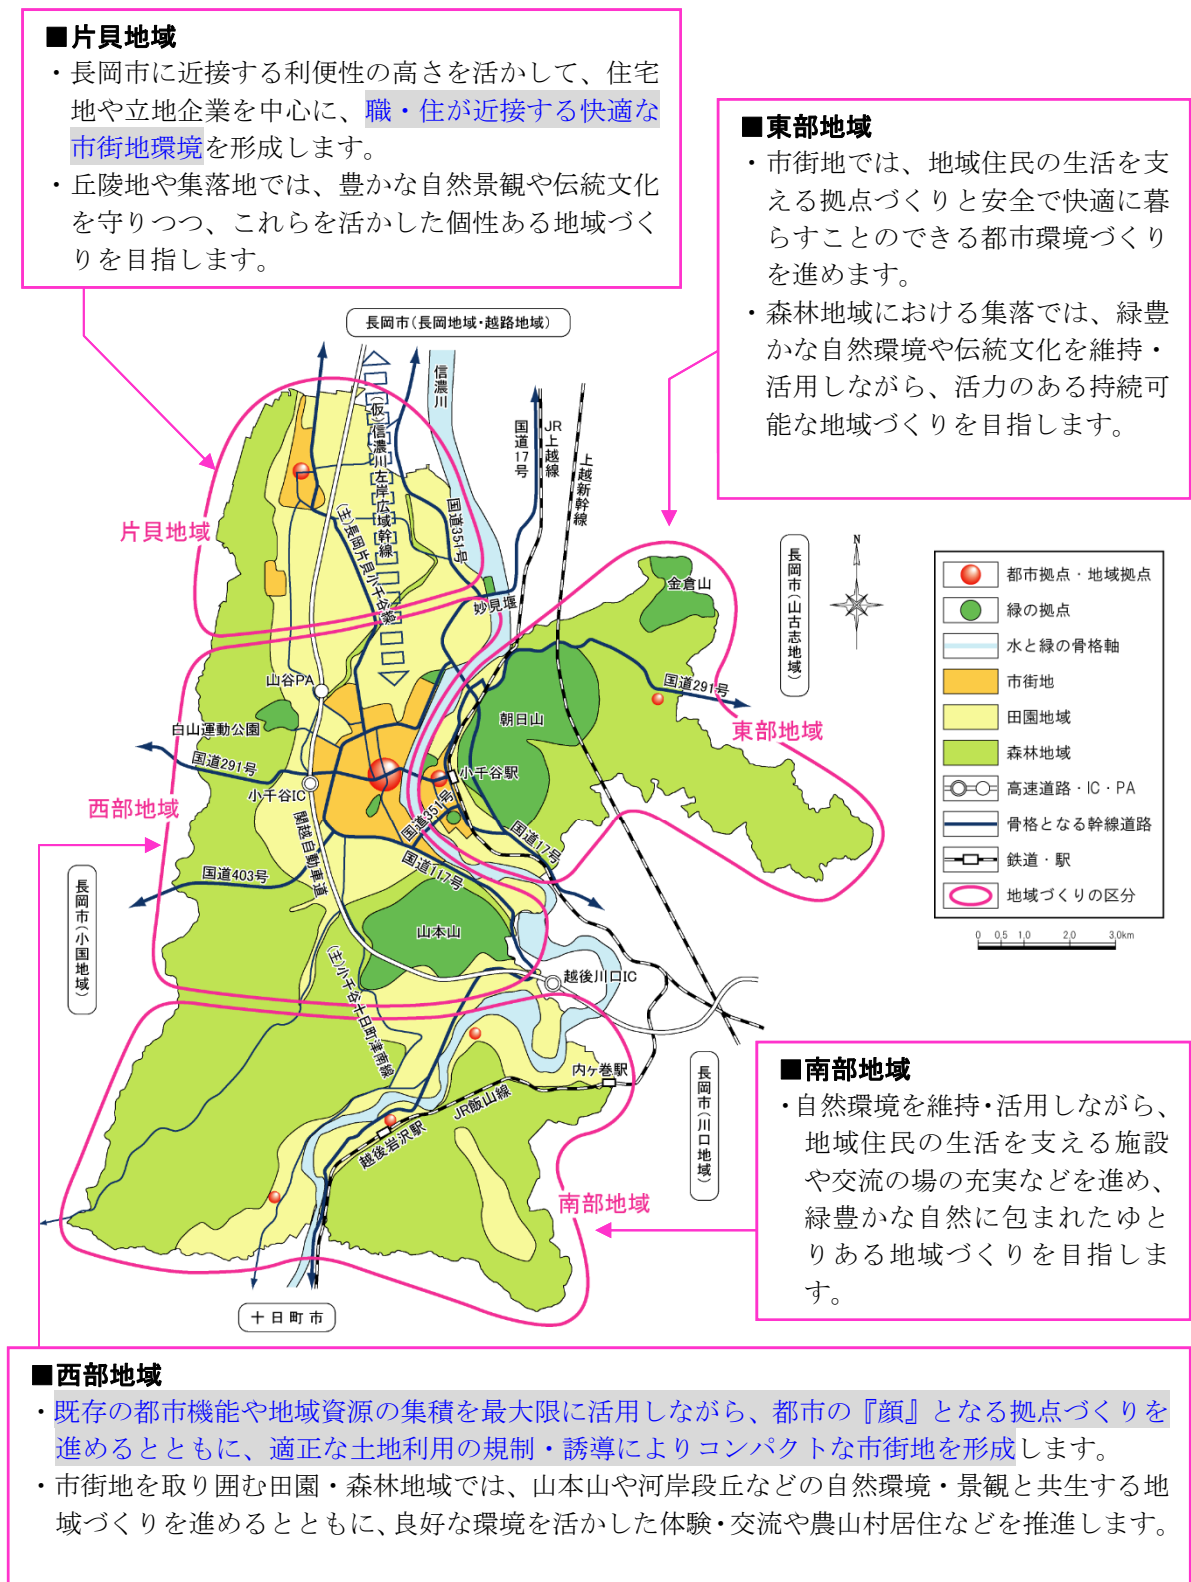 ■片貝地域
・長岡市に近接する利便性の高さを活かして、住宅
地や立地企業を中心に、職・住が近接する快適な
市街地環境を形成します。
・丘陵地や集落地では、豊かな自然景観や伝統文化
を守りつつ、これらを活かした個性ある地域づく
りを目指します。
■東部地域
・市街地では、地域住民の生活を支
える拠点づくりと安全で快適に暮
らすことのできる都市環境づくり
を進めます。
・森林地域における集落では、緑豊
かな自然環境や伝統文化を維持・
活用しながら、活力のある持続可
能な地域づくりを目指します。
長岡市(長岡地域・越路地域)
信濃川
(仮)信濃川左岸広域幹線
国道17号
JR上越線
上越新幹線
国道351号
(主)長岡片貝小千谷線
片貝地域
妙見堰
金倉山
長岡市(山古志地域)
N
山谷PA
白山運動公園
国道291号
朝日山
国道291号
東部地域
小千谷駅
小千谷IC
西部地域
関越自動車道
国道351号
国道17号
国道117号
国道403号
長岡市(小国地域)
山本山
越後川口IC
(主)小千谷十日町津南線
内ヶ巻駅
JR飯山線
越後岩沢駅
長岡市(川口地域)
南部地域
十日町市
都市拠点・地域拠点
緑の拠点
水と緑の骨格軸
市街地
田園地域
森林地域
高速道路・IC・PA
骨格となる幹線道路
鉄道・駅
地域づくりの区分
0 0.5 1.0 2.0 3.0km
■南部地域
・自然環境を維持・活用しながら、
地域住民の生活を支える施設
や交流の場の充実などを進め、
緑豊かな自然に包まれたゆと
りある地域づくりを目指しま
す。
■西部地域
・既存の都市機能や地域資源の集積を最大限に活用しながら、都市の『顔』となる拠点づくりを
進めるとともに、適正な土地利用の規制・誘導によりコンパクトな市街地を形成します。
・市街地を取り囲む田園・森林地域では、山本山や河岸段丘などの自然環境・景観と共生する地
域づくりを進めるとともに、良好な環境を活かした体験・交流や農山村居住などを推進します。